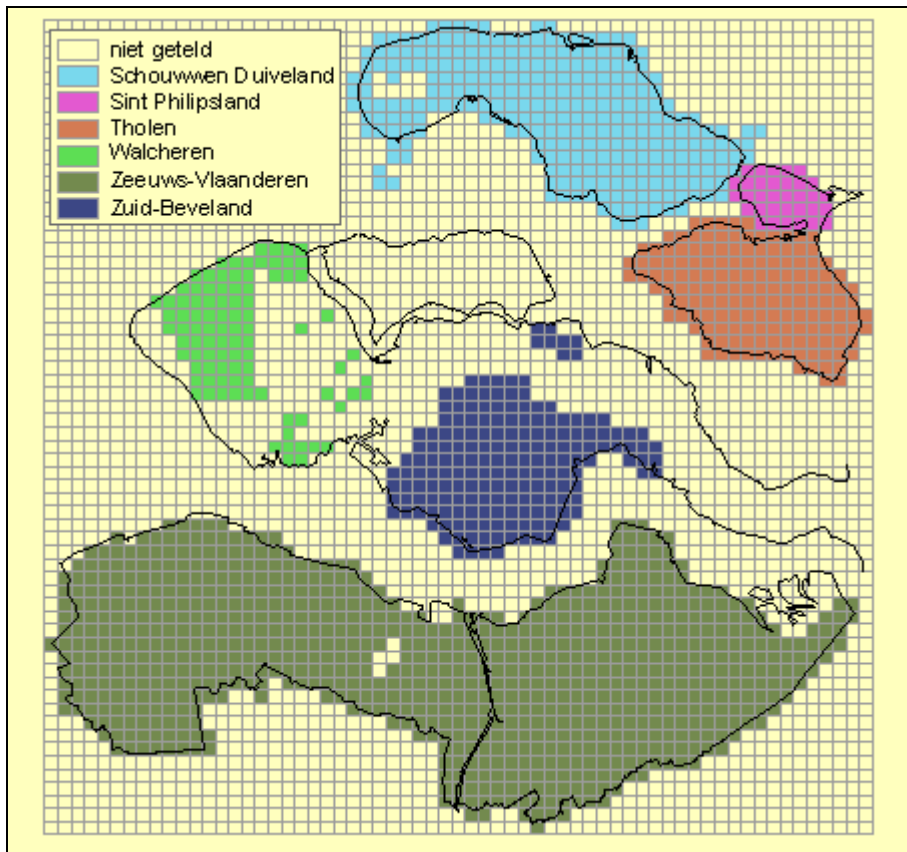 niet geteld
Schouwwen Duiveland
Sint Philipsland
Tholen
Walcheren
Zeeuws-Vlaanderen
Zuid-Beveland